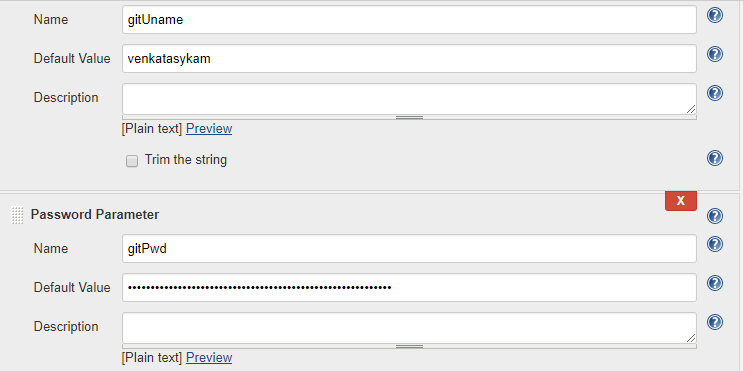 Name gitUname
Default Value venkatasykam
Description
[Plain text] Preview
Trim the string
X
Password Parameter
Name gitPwd
Default Value ••••••••••••••••••••••••••••••••••••••••••••••••••••••••••
Description
[Plain text] Preview